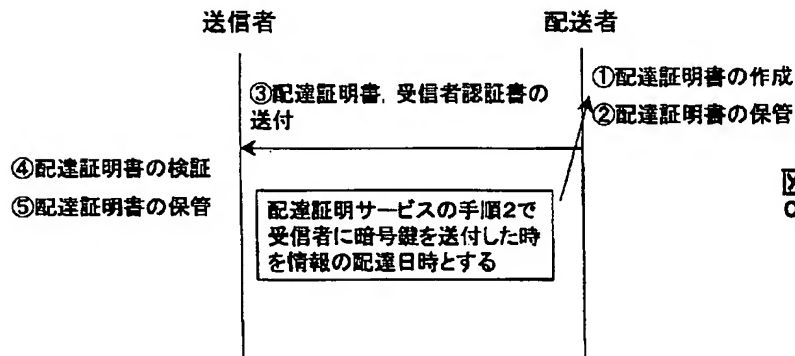 送信者
配送者
①配達証明書の作成
②配達証明書の保管
③配達証明書, 受信者認証書の
送付
④配達証明書の検証
⑤配達証明書の保管
配達証明サービスの手順2で
受信者に暗号鍵を送付した時
を情報の配達日時とする